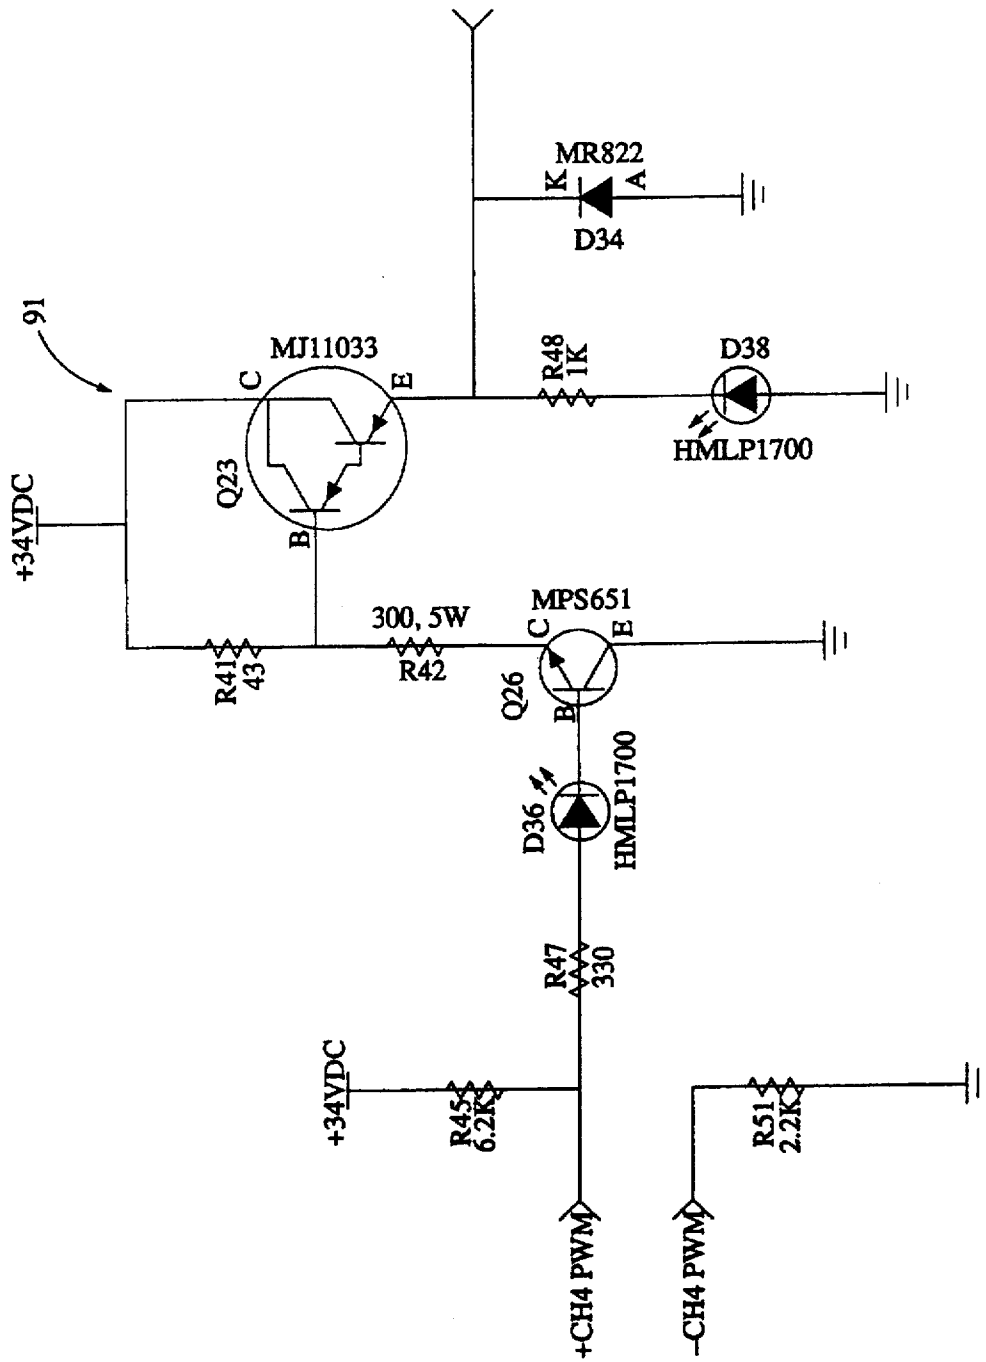 91
+34VDC
MJ11033
C
E
B
Q23
R41
43
300, 5W
R42
MPS651
C
E
B
Q26
MR822
K
A
D34
R48
1K
D38
HMLP1700
D36
HMLP1700
R47
330
+34VDC
R45
6.2K
+CH4 PWM
R51
2.2K
-CH4 PWM